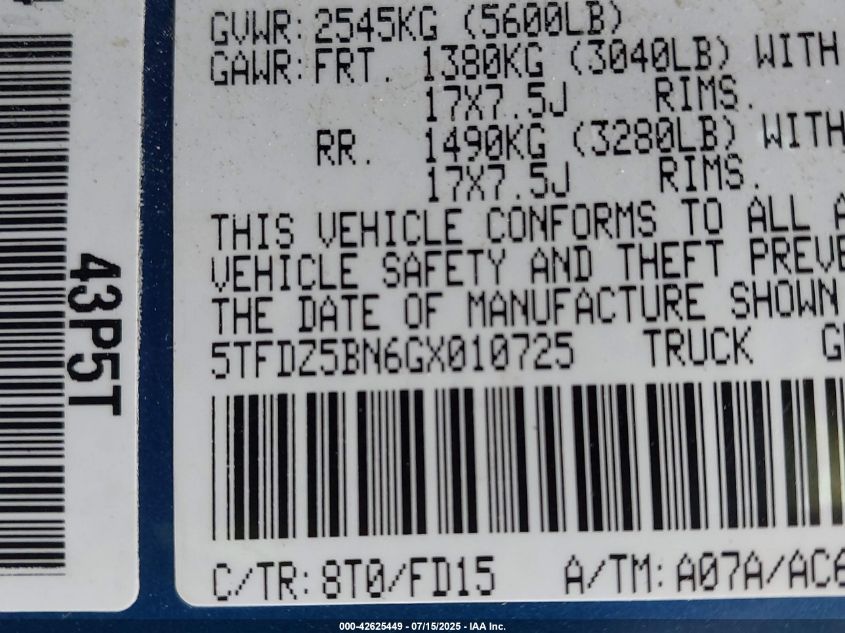 GVWR: 2545KG (5600LB)
GAWR: FRT. 1380KG (3040LB) WITH
17X7.5J RIMS.
RR. 1490KG (3280LB) WITH
17X7.5J RIMS.
THIS VEHICLE CONFORMS TO ALL A
VEHICLE SAFETY AND THEFT PREVE
THE DATE OF MANUFACTURE SHOWN
5TFDZ5BN6GX010725 TRUCK
C/TR: 8T0/FD15 A/TM: A07A/AC6
43P5T
000-42625449 - 07/15/2025 - IAA Inc.